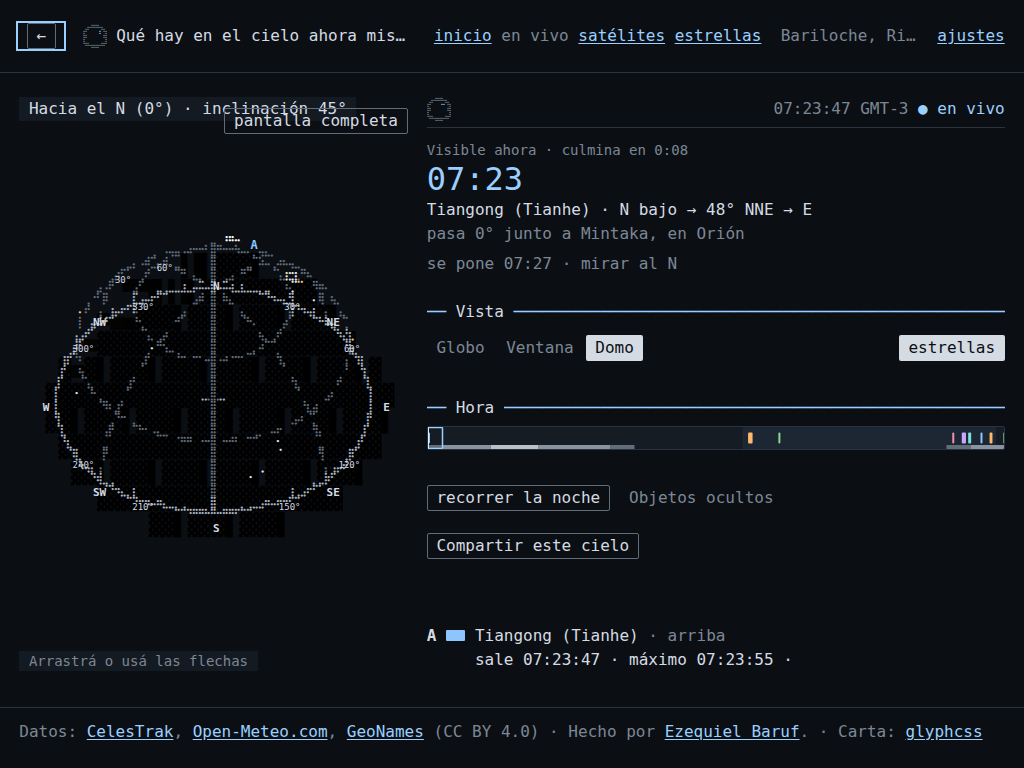 ←
Qué hay en el cielo ahora mis…
inicio en vivo satélites estrellas
Bariloche, Ri…
ajustes
Hacia el N (0°) · inclinación 45°
pantalla completa
07:23:47 GMT-3 ● en vivo
Visible ahora · culmina en 0:08
07:23
Tiangong (Tianhe) · N bajo → 48° NNE → E
pasa 0° junto a Mintaka, en Orión
se pone 07:27 · mirar al N
Vista
Globo Ventana Domo estrellas
Hora
recorrer la noche Objetos ocultos
Compartir este cielo
A Tiangong (Tianhe) · arriba
sale 07:23:47 · máximo 07:23:55 ·
A
60°
30° N
330° 30°
NW NE
300° 60°
W E
240° 120°
SW SE
210° 150°
S
Arrastrá o usá las flechas
Datos: CelesTrak, Open-Meteo.com, GeoNames (CC BY 4.0) · Hecho por Ezequiel Baruf. · Carta: glyphcss